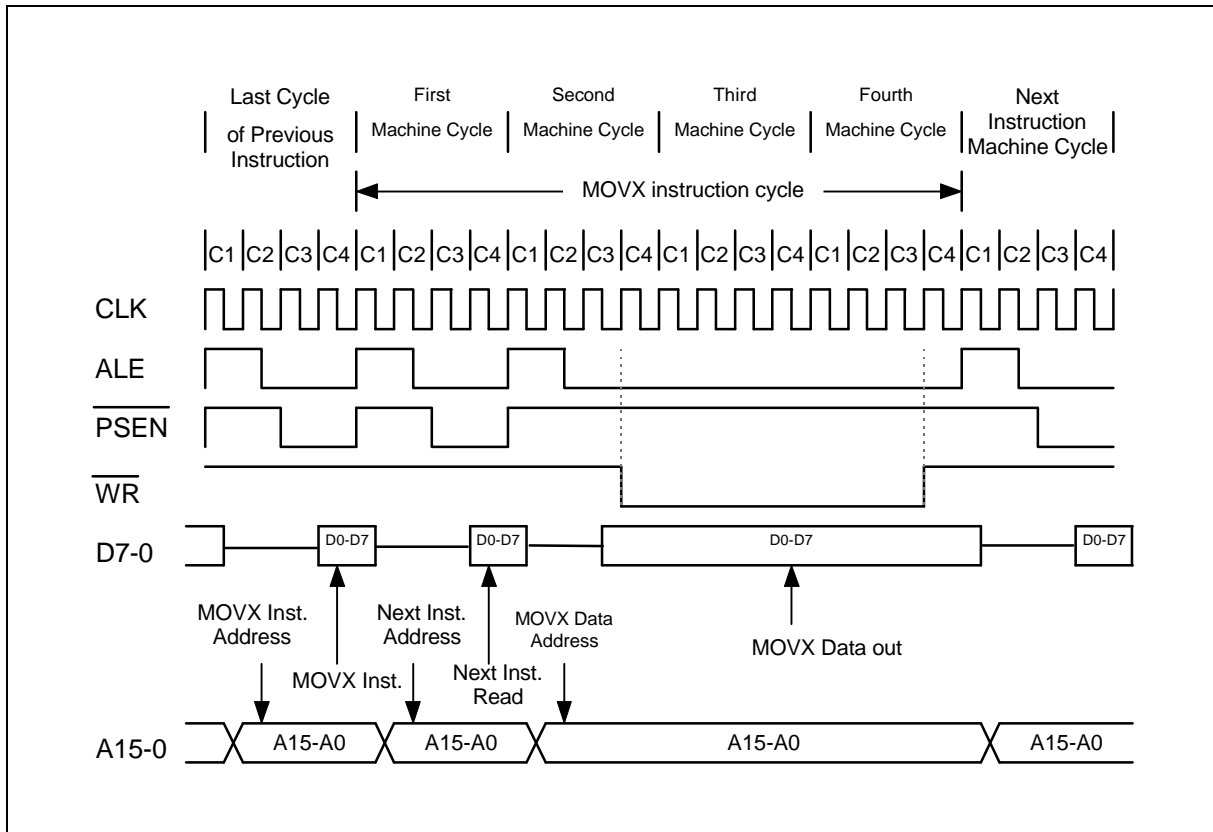 Last Cycle
of Previous
Instruction
First
Machine Cycle
Second
Machine Cycle
Third
Machine Cycle
Fourth
Machine Cycle
Next
Instruction
Machine Cycle
MOVX instruction cycle
C1 C2 C3 C4 C1 C2 C3 C4 C1 C2 C3 C4 C1 C2 C3 C4 C1 C2 C3 C4 C1 C2 C3 C4
CLK
ALE
PSEN
WR
D7-0
D0-D7 D0-D7 D0-D7 D0-D7
MOVX Inst.
Address
MOVX Inst.
Next Inst.
Address
Next Inst.
Read
MOVX Data
Address
MOVX Data out
A15-0
A15-A0 A15-A0 A15-A0 A15-A0